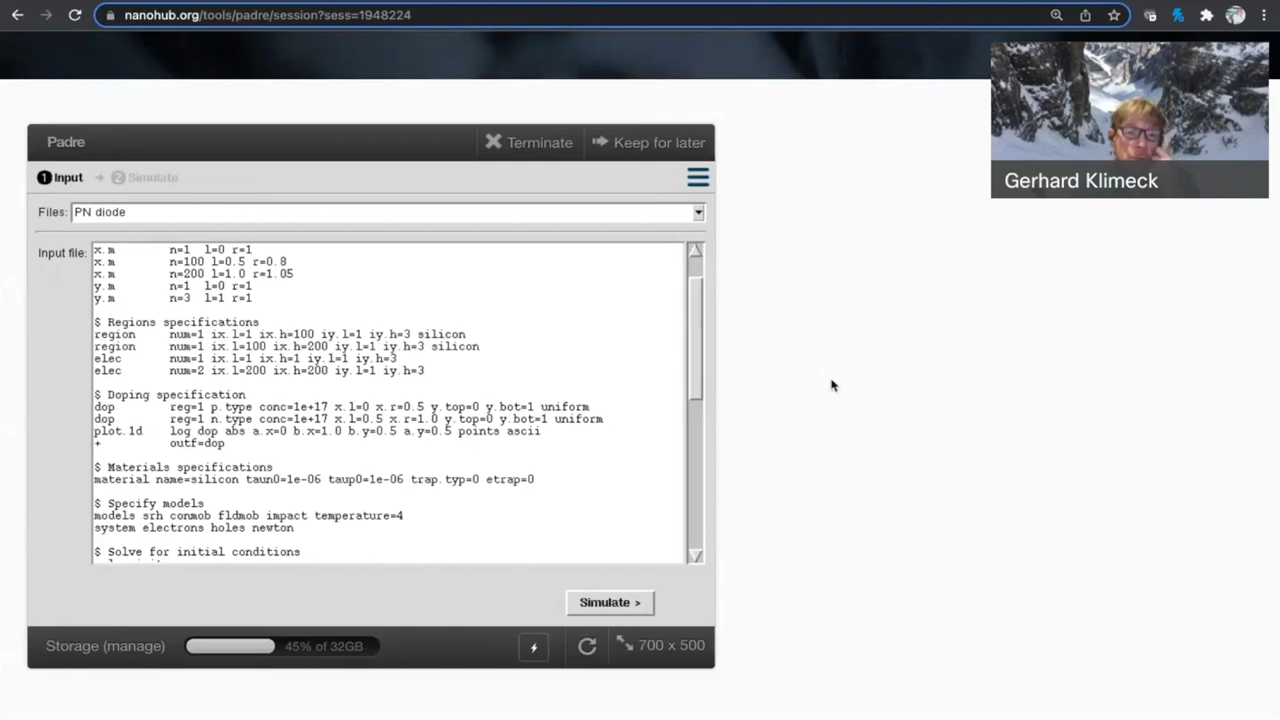 nanohub.org/tools/padre/session?sess=1948224
Gerhard Klimeck
Padre
Terminate
Keep for later
1 Input
2 Simulate
Files: PN diode
Input file:
x.m n=1 l=0 r=1
x.m n=100 l=0.5 r=0.8
x.m n=200 l=1.0 r=1.05
y.m n=1 l=0 r=1
y.m n=3 l=1 r=1
$ Regions specifications
region num=1 ix.l=1 ix.h=100 iy.l=1 iy.h=3 silicon
region num=1 ix.l=100 ix.h=200 iy.l=1 iy.h=3 silicon
elec num=1 ix.l=1 ix.h=1 iy.l=1 iy.h=3
elec num=2 ix.l=200 ix.h=200 iy.l=1 iy.h=3
$ Doping specification
dop reg=1 p.type conc=1e+17 x.l=0 x.r=0.5 y.top=0 y.bot=1 uniform
dop reg=1 n.type conc=1e+17 x.l=0.5 x.r=1.0 y.top=0 y.bot=1 uniform
plot.1d log dop abs a.x=0 b.x=1.0 b.y=0.5 a.y=0.5 points ascii
+ outf=dop
$ Materials specifications
material name=silicon taun0=1e-06 taup0=1e-06 trap.typ=0 etrap=0
$ Specify models
models srh conmob fldmob impact temperature=4
system electrons holes newton
$ Solve for initial conditions
Simulate >
Storage (manage)
45% of 32GB
700 x 500